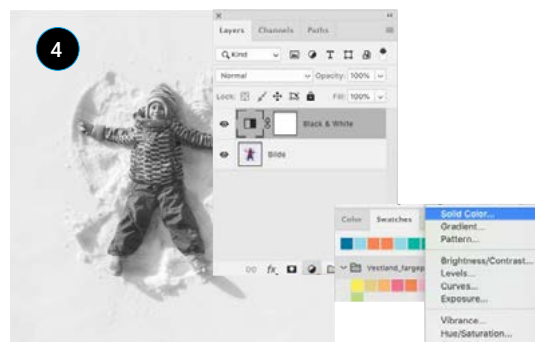 4
Layers Channels Paths
Kind
Normal Opacity: 100%
Lock: Fill: 100%
Black & White
Bilde
fx
Color Swatches
Vestland_fargep
Solid Color...
Gradient...
Pattern...
Brightness/Contrast...
Levels...
Curves...
Exposure...
Vibrance...
Hue/Saturation...